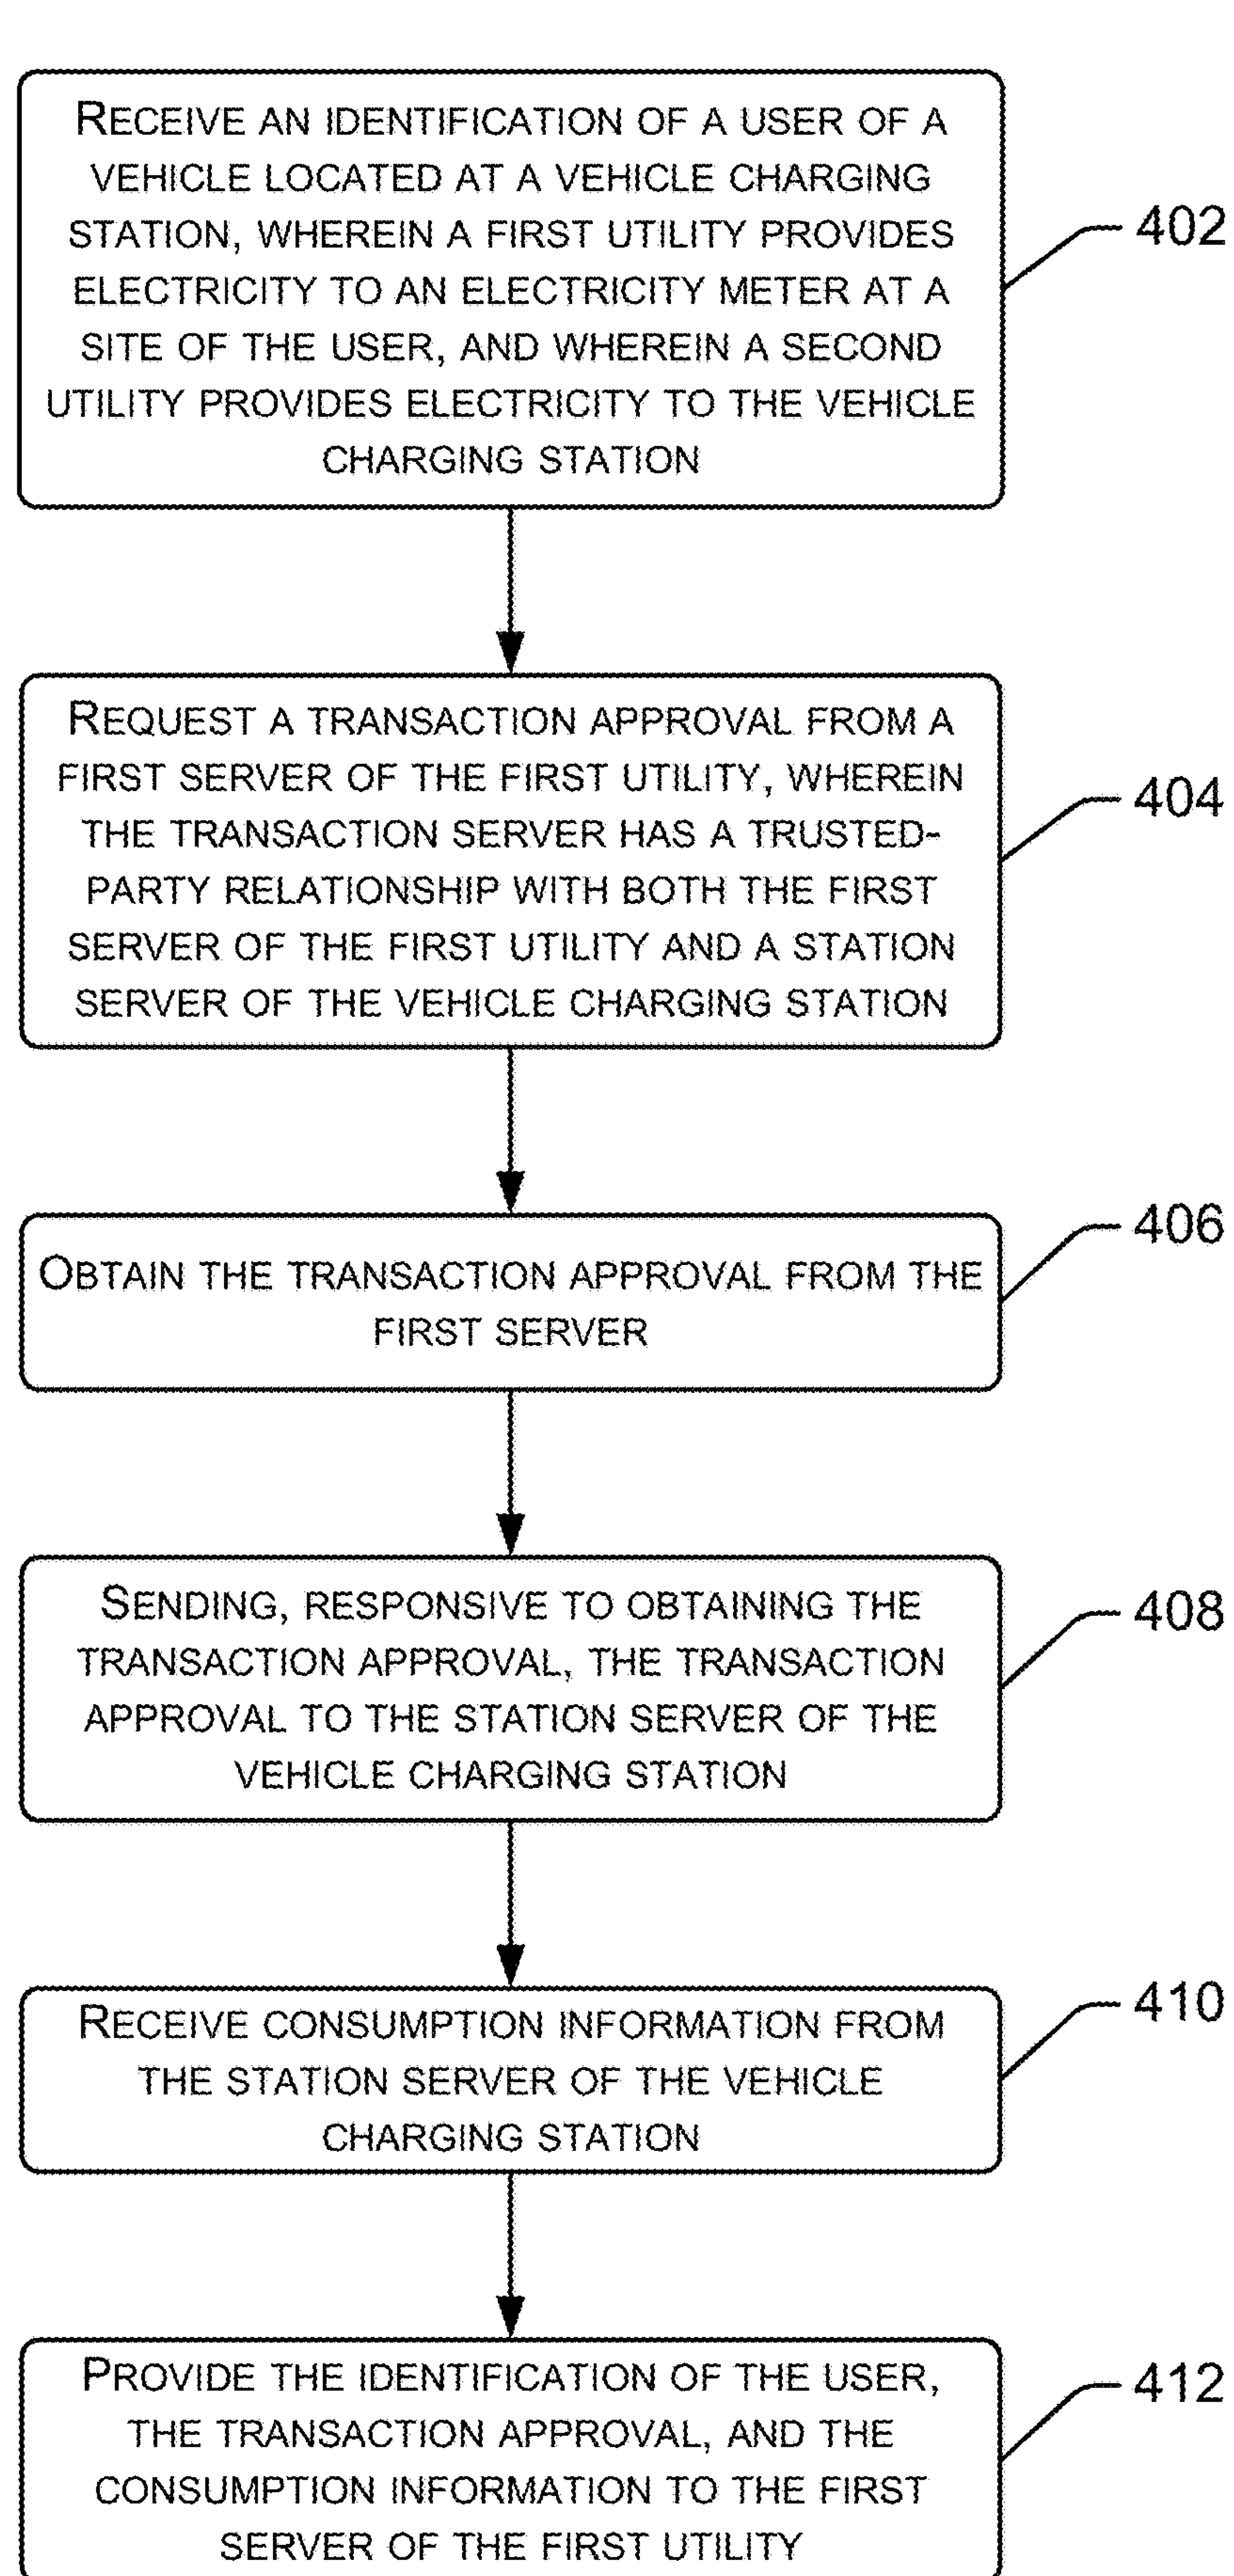 RECEIVE AN IDENTIFICATION OF A USER OF A
VEHICLE LOCATED AT A VEHICLE CHARGING
STATION, WHEREIN A FIRST UTILITY PROVIDES
ELECTRICITY TO AN ELECTRICITY METER AT A
SITE OF THE USER, AND WHEREIN A SECOND
UTILITY PROVIDES ELECTRICITY TO THE VEHICLE
CHARGING STATION
402
REQUEST A TRANSACTION APPROVAL FROM A
FIRST SERVER OF THE FIRST UTILITY, WHEREIN
THE TRANSACTION SERVER HAS A TRUSTED-
PARTY RELATIONSHIP WITH BOTH THE FIRST
SERVER OF THE FIRST UTILITY AND A STATION
SERVER OF THE VEHICLE CHARGING STATION
404
OBTAIN THE TRANSACTION APPROVAL FROM THE
FIRST SERVER
406
SENDING, RESPONSIVE TO OBTAINING THE
TRANSACTION APPROVAL, THE TRANSACTION
APPROVAL TO THE STATION SERVER OF THE
VEHICLE CHARGING STATION
408
RECEIVE CONSUMPTION INFORMATION FROM
THE STATION SERVER OF THE VEHICLE
CHARGING STATION
410
PROVIDE THE IDENTIFICATION OF THE USER,
THE TRANSACTION APPROVAL, AND THE
CONSUMPTION INFORMATION TO THE FIRST
SERVER OF THE FIRST UTILITY
412